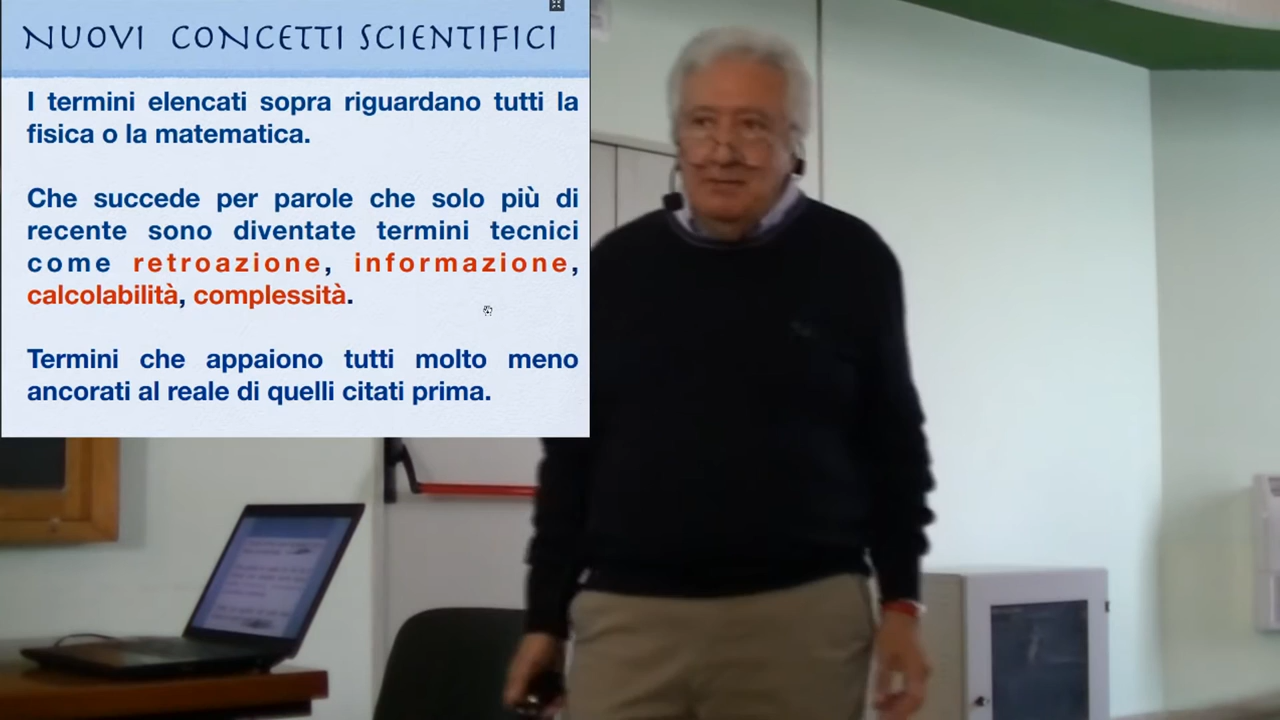 NUOVI CONCETTI SCIENTIFICI
I termini elencati sopra riguardano tutti la
fisica o la matematica.
Che succede per parole che solo più di
recente sono diventate termini tecnici
come retroazione, informazione,
calcolabilità, complessità.
Termini che appaiono tutti molto meno
ancorati al reale di quelli citati prima.